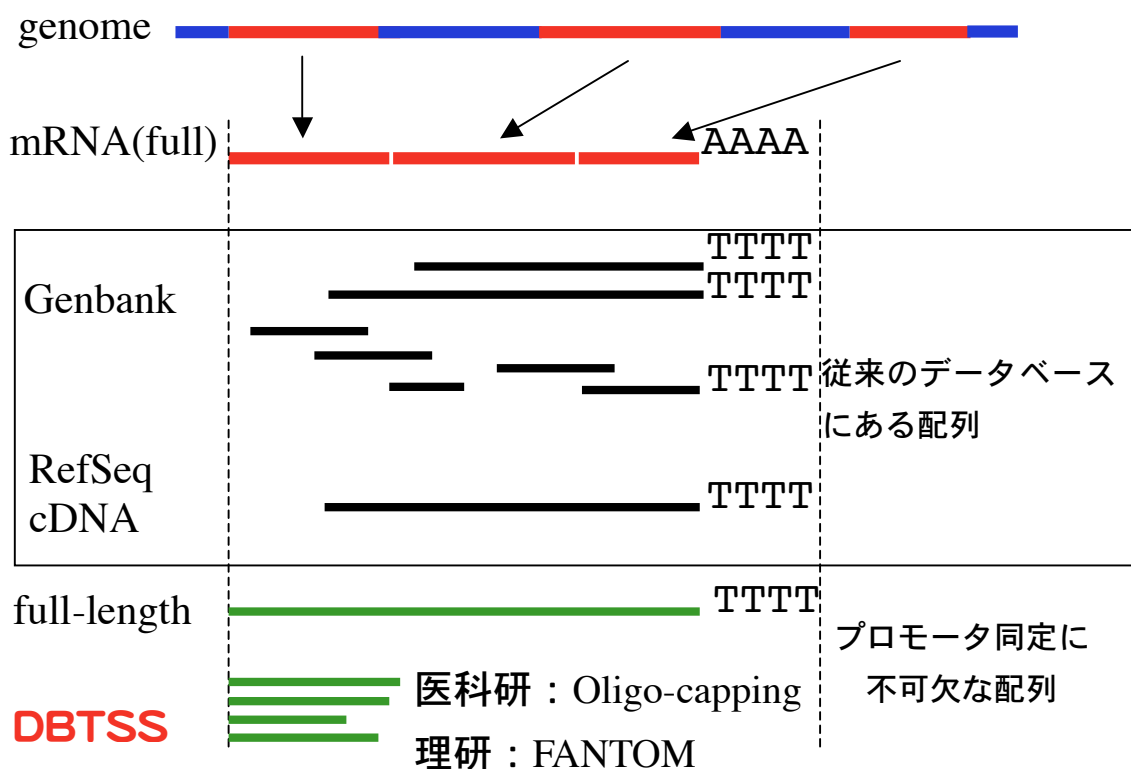 genome
mRNA(full)
AAAA
TTTT
Genbank
TTTT
TTTT
従来のデータベース
にある配列
RefSeq
cDNA
TTTT
full-length
TTTT
プロモータ同定に
不可欠な配列
医科研：Oligo-capping
DBTSS
理研：FANTOM